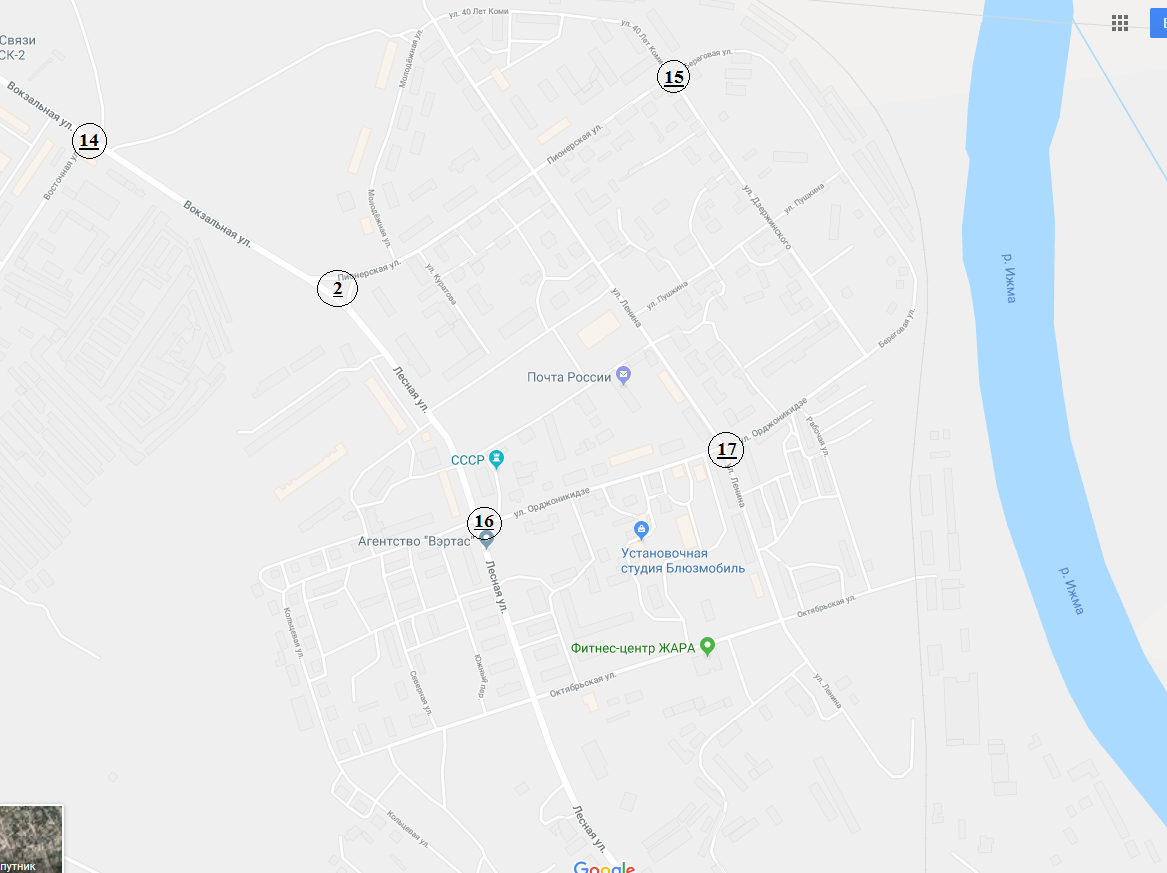 ул. 40 Лет Коми
ул. 40 Лет Коми
Связи
СК-2
Молодёжная ул.
Береговая ул.
15
Вокзальная ул.
14
Пионерская ул.
Восточная ул.
Молодёжная ул.
ул. Дзержинского
ул. Пушкина
Вокзальная ул.
Пионерская ул.
2
ул. Куратова
ул. Ленина
ул. Пушкина
р. Ижма
Береговая ул.
Лесная ул.
Почта России
ул. Орджоникидзе
Рабочая ул.
17
СССР
ул. Ленина
ул. Орджоникидзе
16
Агентство "Вэртас"
Установочная
студия Блюзмобиль
Лесная ул.
р. Ижма
Кольцевая ул.
Октябрьская ул.
Фитнес-центр ЖАРА
Южный пер
Северная ул.
Октябрьская ул.
ул. Ленина
Кольцевая ул.
Лесная ул.
путник
Google